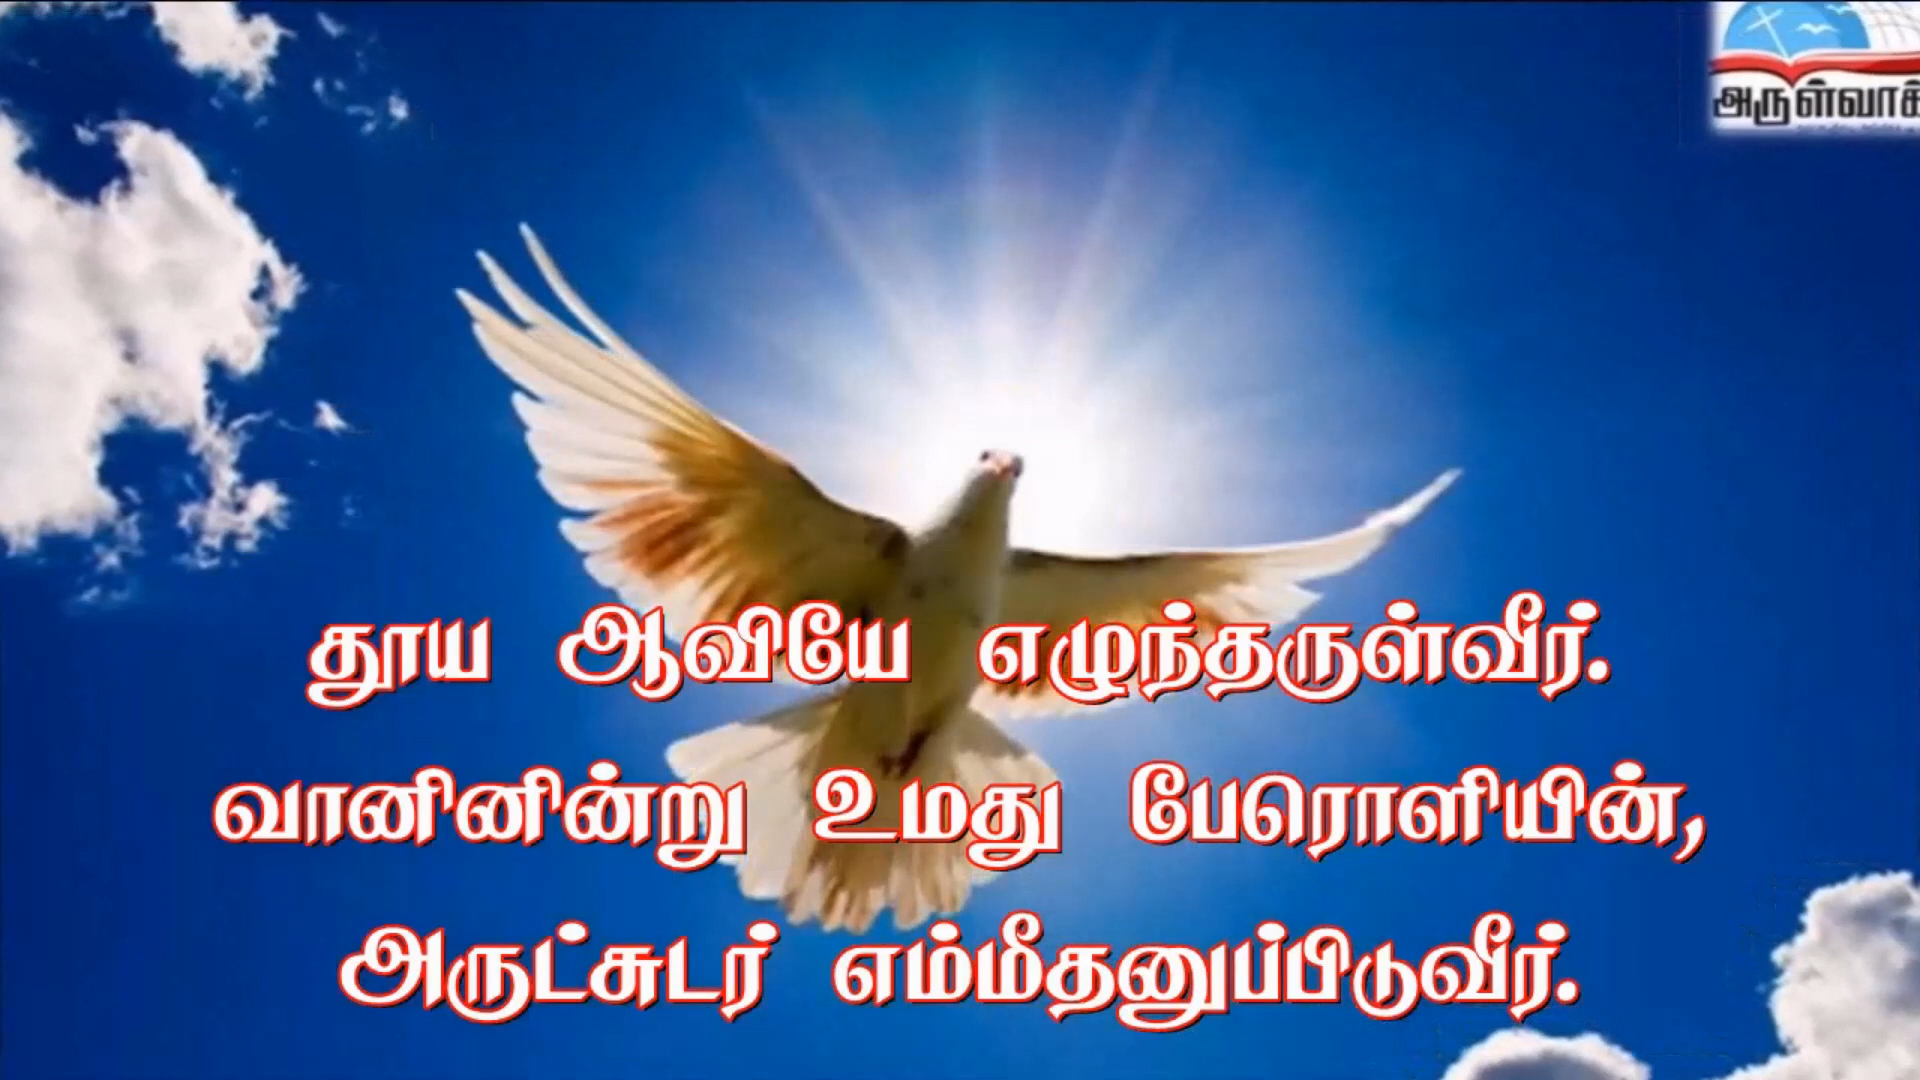 அருள்வாக்
தூய ஆவியே எழுந்தருள்வீர்.
வானினின்று உமது பேரொளியின்,
அருட்சுடர் எம்மீதனுப்பிடுவீர்.